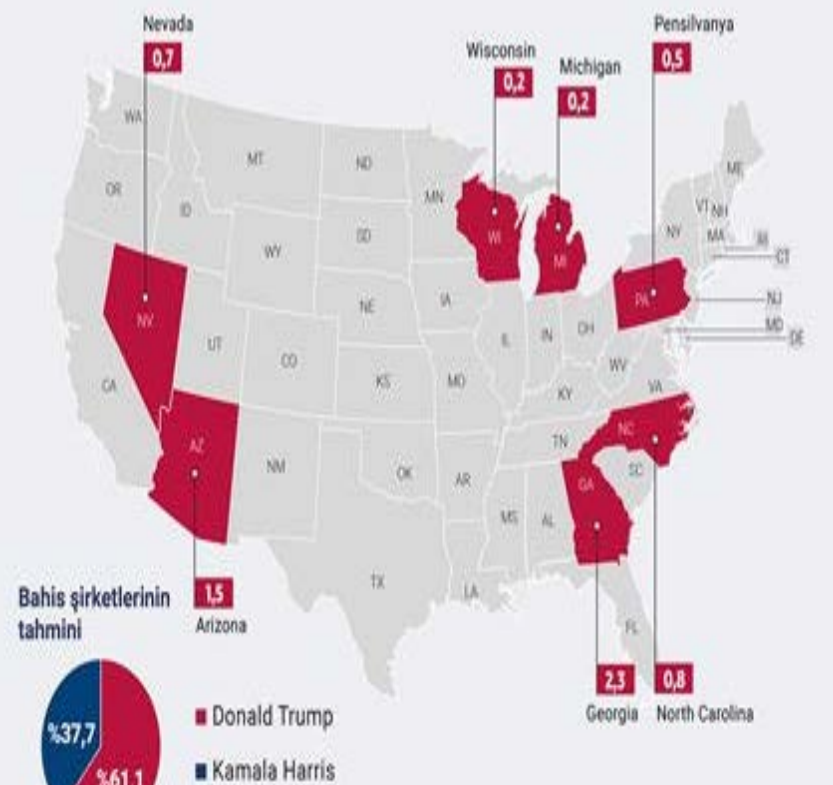 Nevada
0,7
Wisconsin
0,2
Michigan
0,2
Pensilvanya
0,5
WA
OR
ID
MT
ND
MN
SD
WY
NE
IA
NV
UT
CO
CA
KS
MO
AZ
NM
OK
AR
TX
LA
MS
AL
TN
KY
IL
IN
OH
WV
VA
WI
MI
PA
NY
VT
NH
ME
MA
CT
NJ
MD
DE
NC
SC
GA
FL
1,5
Arizona
2,3
Georgia
0,8
North Carolina
Bahis şirketlerinin
tahmini
%37,7
%61,1
Donald Trump
Kamala Harris